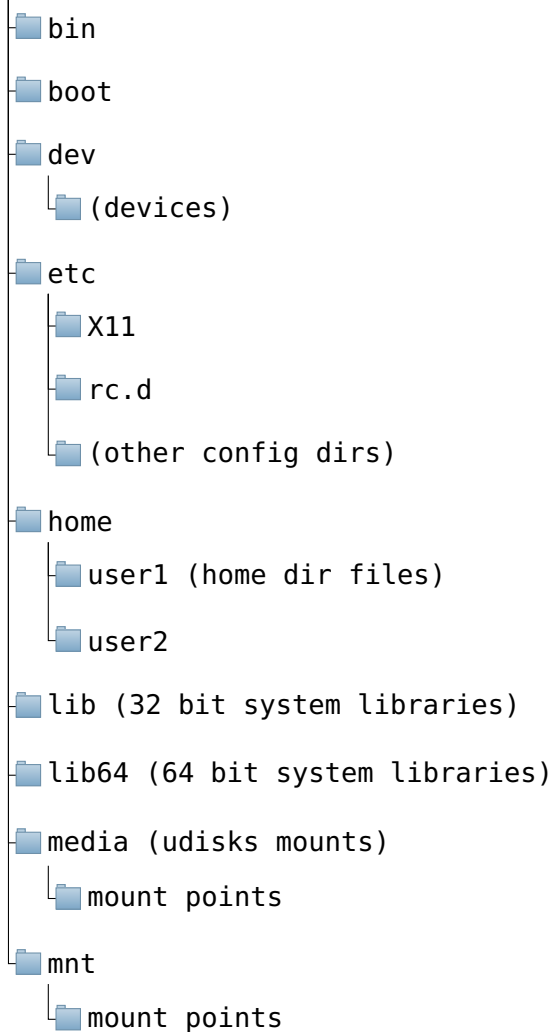 bin
boot
dev
(devices)
etc
X11
rc.d
(other config dirs)
home
user1 (home dir files)
user2
lib (32 bit system libraries)
lib64 (64 bit system libraries)
media (udisks mounts)
mount points
mnt
mount points